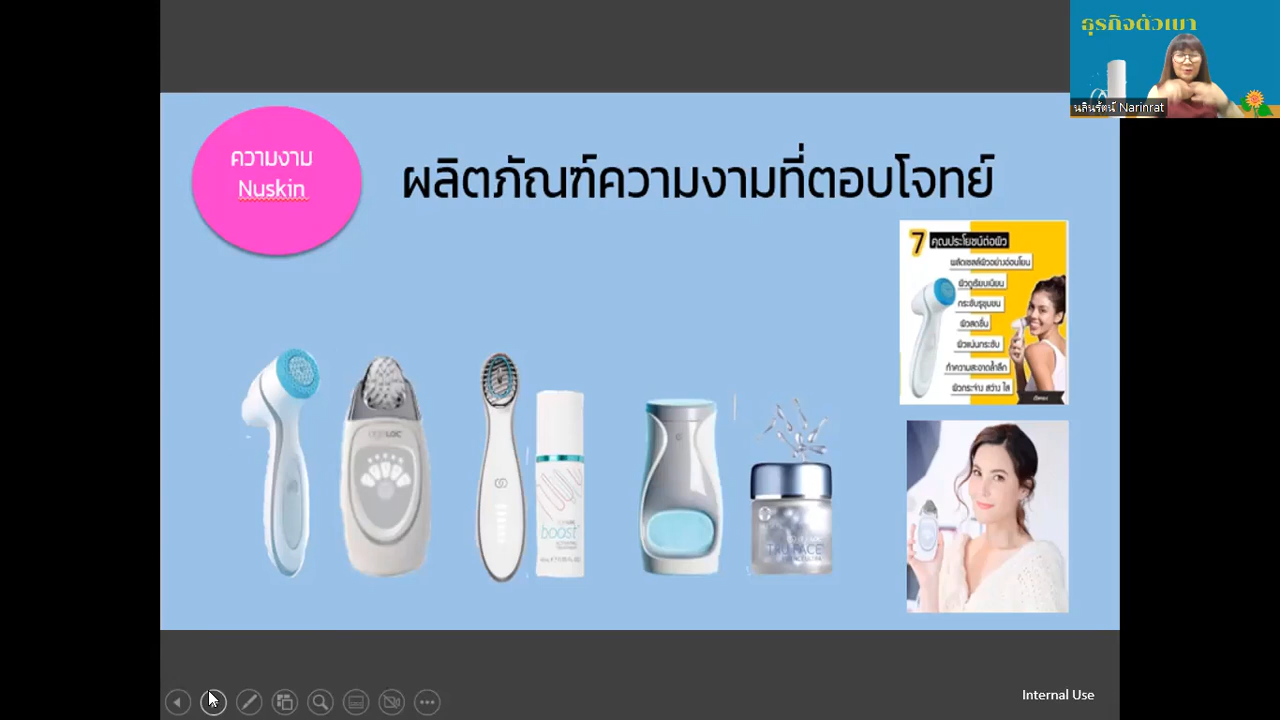 ธุรกิจตัวเบา
นลินรัตน์ Narinrat
ความงาม
Nuskin
ผลิตภัณฑ์ความงามที่ตอบโจทย์
7 คุณประโยชน์ต่อผิว
ผลัดเซลล์ผิวอย่างอ่อนโยน
ผิวดูเรียบเนียน
กระชับรูขุมขน
ผิวสดชื่น
ผิวแน่นกระชับ
ทำความสะอาดล้ำลึก
ผิวกระจ่าง สว่าง ใส
boost
TRU FACE
Internal Use